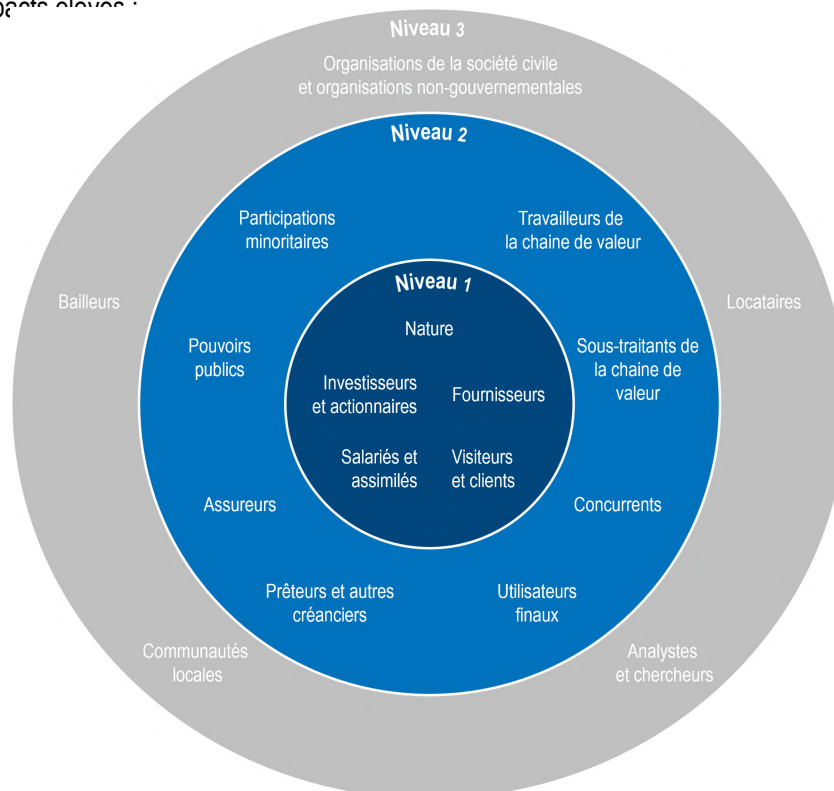 Niveau 3
Organisations de la société civile
et organisations non-gouvernementales
Niveau 2
Participations
minoritaires
Travailleurs de
la chaine de valeur
Niveau 1
Bailleurs
Locataires
Nature
Pouvoirs
publics
Sous-traitants de
la chaine de
valeur
Investisseurs
et actionnaires
Fournisseurs
Salariés et
assimilés
Visiteurs
et clients
Assureurs
Concurrents
Prêteurs et autres
créanciers
Utilisateurs
finaux
Communautés
locales
Analystes
et chercheurs